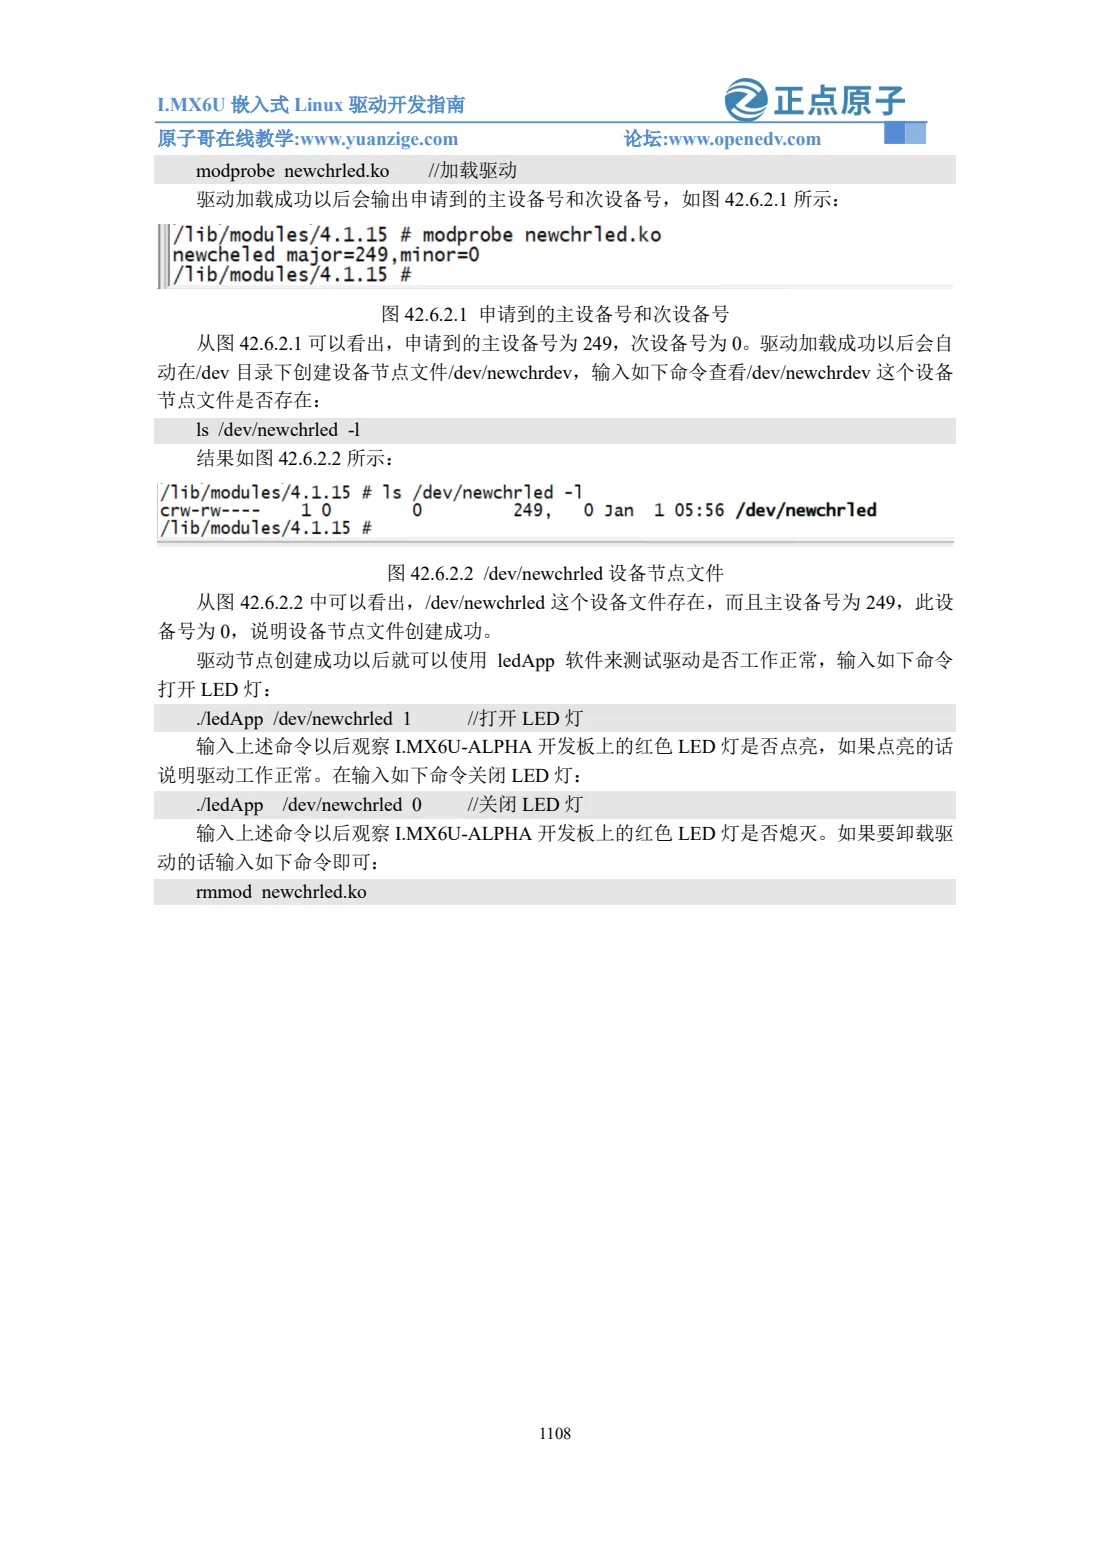 I.MX6U 嵌入式 Linux 驱动开发指南
正点原子
原子哥在线教学:www.yuanzige.com 论坛:www.openedv.com
modprobe newchrled.ko //加载驱动
驱动加载成功以后会输出申请到的主设备号和次设备号，如图 42.6.2.1 所示：
/lib/modules/4.1.15 # modprobe newchrled.ko
newcheled major=249,minor=0
/lib/modules/4.1.15 #
图 42.6.2.1 申请到的主设备号和次设备号
从图 42.6.2.1 可以看出，申请到的主设备号为 249，次设备号为 0。驱动加载成功以后会自
动在/dev 目录下创建设备节点文件/dev/newchrdev，输入如下命令查看/dev/newchrdev 这个设备
节点文件是否存在：
ls /dev/newchrled -l
结果如图 42.6.2.2 所示：
/lib/modules/4.1.15 # ls /dev/newchrled -l
crw-rw---- 1 0 0 249, 0 Jan 1 05:56 /dev/newchrled
/lib/modules/4.1.15 #
图 42.6.2.2 /dev/newchrled 设备节点文件
从图 42.6.2.2 中可以看出，/dev/newchrled 这个设备文件存在，而且主设备号为 249，此设
备号为 0，说明设备节点文件创建成功。
驱动节点创建成功以后就可以使用 ledApp 软件来测试驱动是否工作正常，输入如下命令
打开 LED 灯：
./ledApp /dev/newchrled 1 //打开 LED 灯
输入上述命令以后观察 I.MX6U-ALPHA 开发板上的红色 LED 灯是否点亮，如果点亮的话
说明驱动工作正常。在输入如下命令关闭 LED 灯：
./ledApp /dev/newchrled 0 //关闭 LED 灯
输入上述命令以后观察 I.MX6U-ALPHA 开发板上的红色 LED 灯是否熄灭。如果要卸载驱
动的话输入如下命令即可：
rmmod newchrled.ko
1108